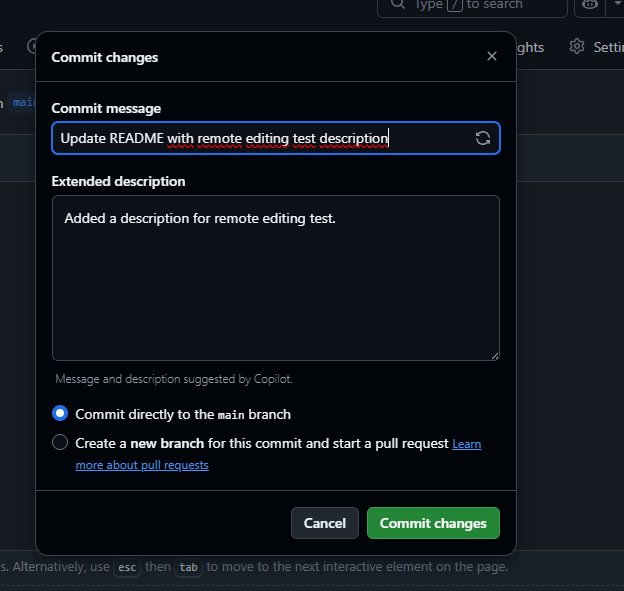 Type / to search
s
ghts
Setti
n main
Commit changes
Commit message
Update README with remote editing test description
Extended description
Added a description for remote editing test.
Message and description suggested by Copilot.
Commit directly to the main branch
Create a new branch for this commit and start a pull request Learn
more about pull requests
Cancel
Commit changes
s. Alternatively, use esc then tab to move to the next interactive element on the page.